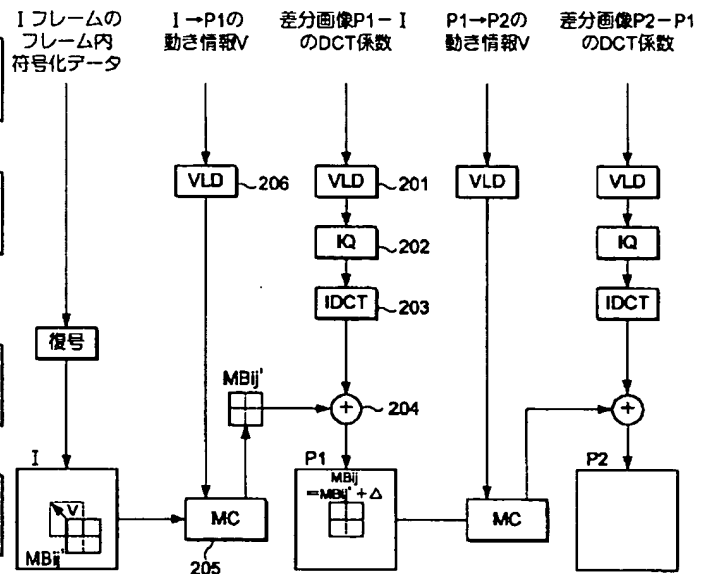 Iフレームの
フレーム内
符号化データ
I→P1の
動き情報V
差分画像P1-I
のDCT係数
P1→P2の
動き情報V
差分画像P2-P1
のDCT係数
VLD
206
VLD
201
VLD
VLD
IQ
202
IQ
IDCT
203
IDCT
復号
MBij'
+
204
+
I
P1
P2
V
MBij'
MC
205
MBij
=MBij'+Δ
MC